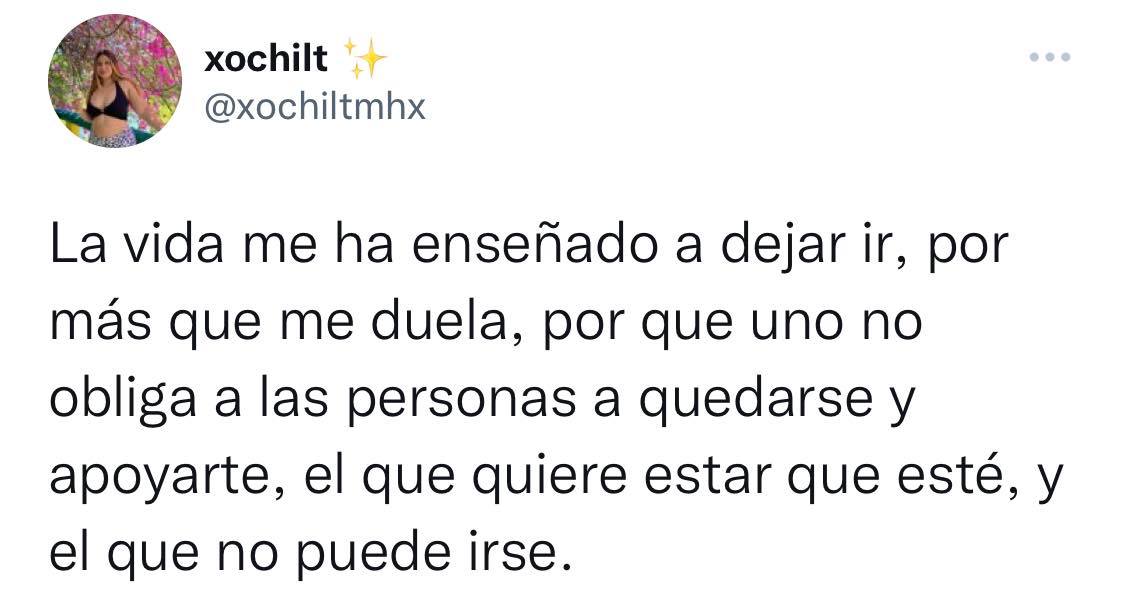 xochilt ✨
@xochiltmhx
La vida me ha enseñado a dejar ir, por
más que me duela, por que uno no
obliga a las personas a quedarse y
apoyarte, el que quiere estar que esté, y
el que no puede irse.